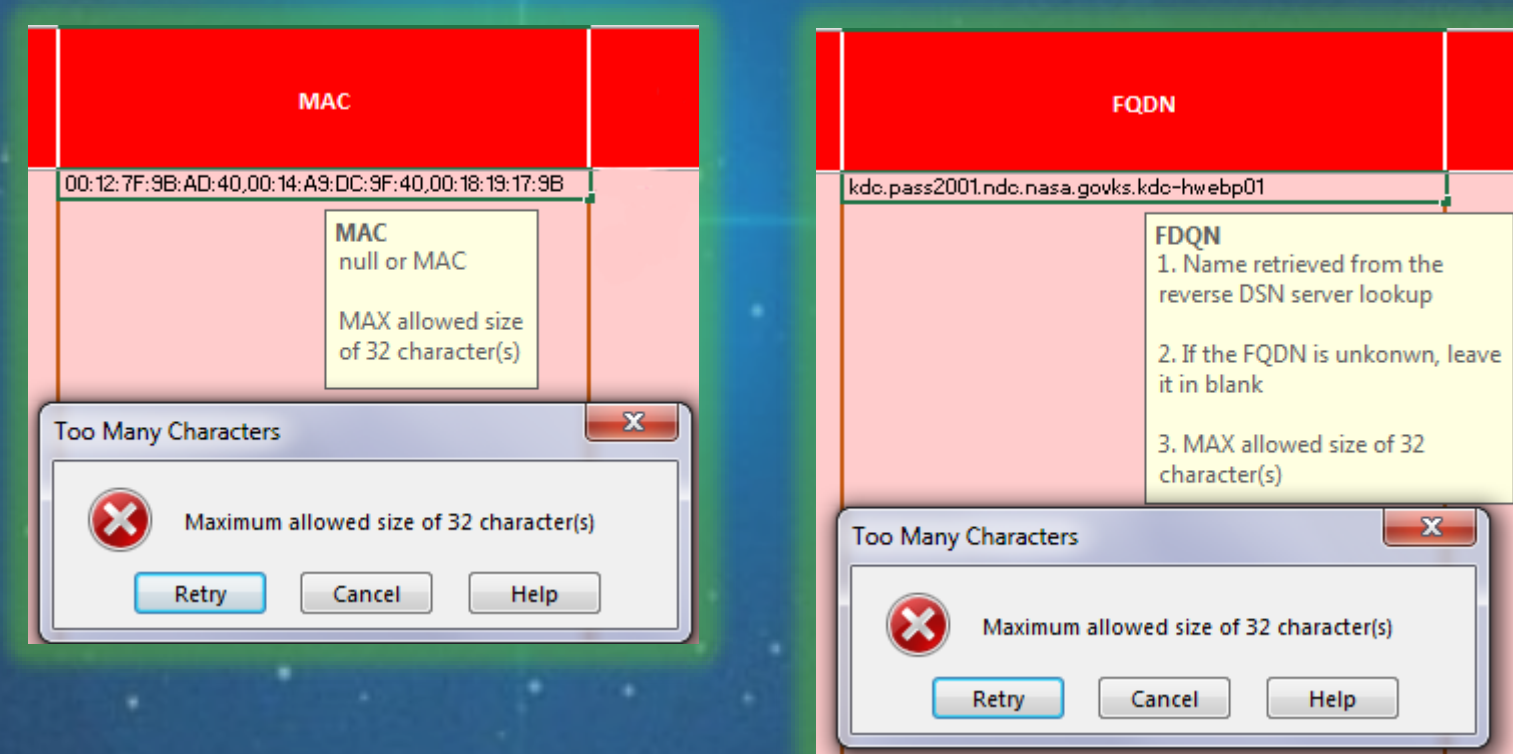 MAC
00:12:7F:9B:AD:40,00:14:A9:DC:9F:40,00:18:19:17:9B
MAC
null or MAC
MAX allowed size
of 32 character(s)
Too Many Characters
Maximum allowed size of 32 character(s)
Retry
Cancel
Help
FQDN
kdc.pass2001.ndc.nasa.govks.kdc-hwebp01
FDQN
1. Name retrieved from the
reverse DSN server lookup
2. If the FQDN is unkonwn, leave
it in blank
3. MAX allowed size of 32
character(s)
Too Many Characters
Maximum allowed size of 32 character(s)
Retry
Cancel
Help